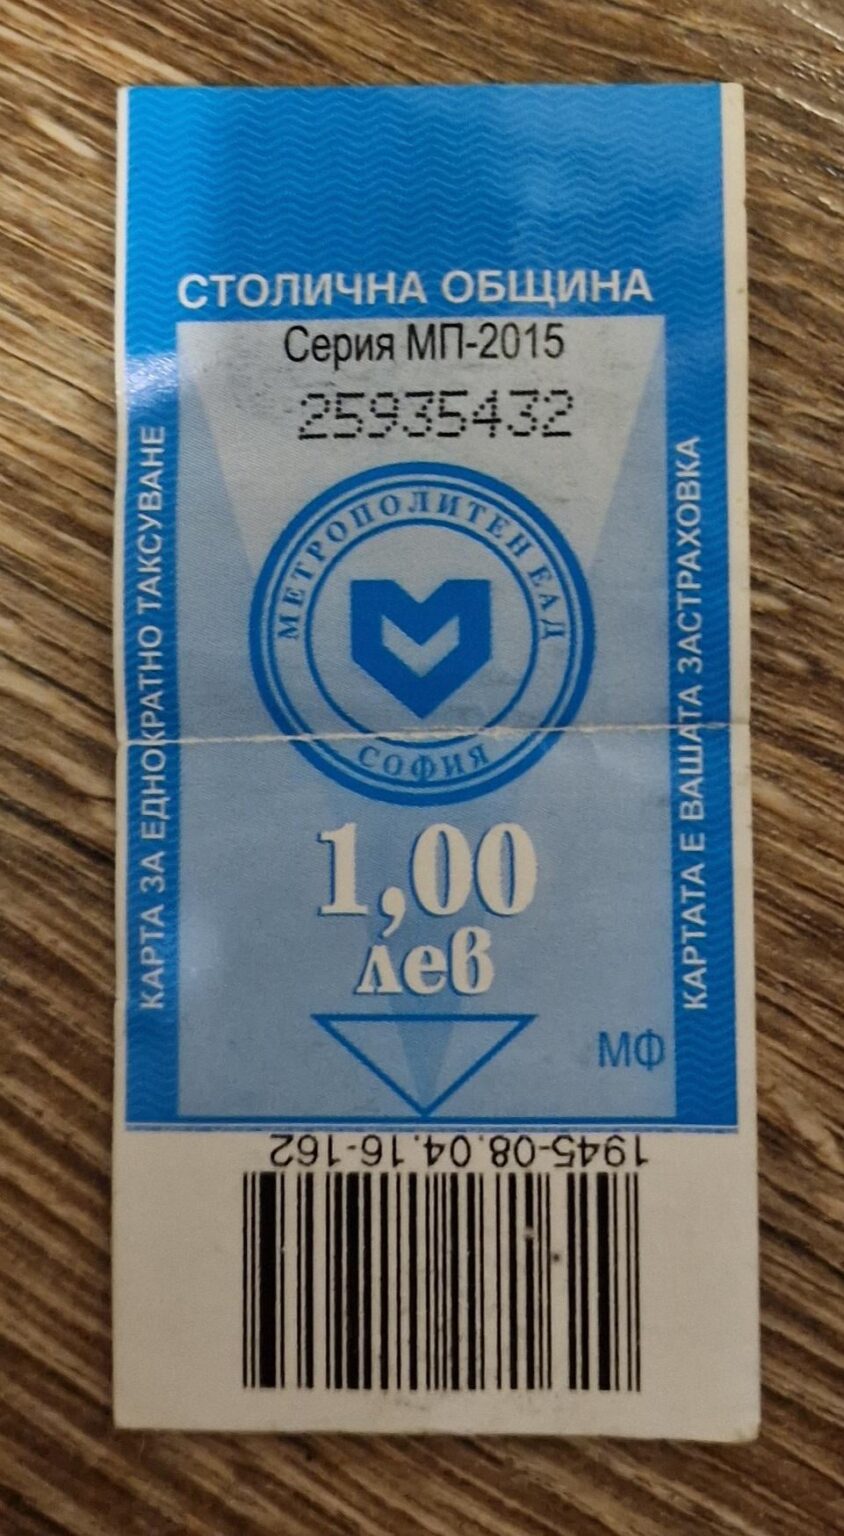 СТОЛИЧНА ОБЩИНА
Серия МП-2015
25935432
МЕТРОПОЛИТЕН ЕАД
СОФИЯ
1,00
лев
МФ
КАРТА ЗА ЕДНОКРАТНО ТАКСУВАНЕ
КАРТАТА Е ВАШАТА ЗАСТРАХОВКА
1945-08.04.16-162